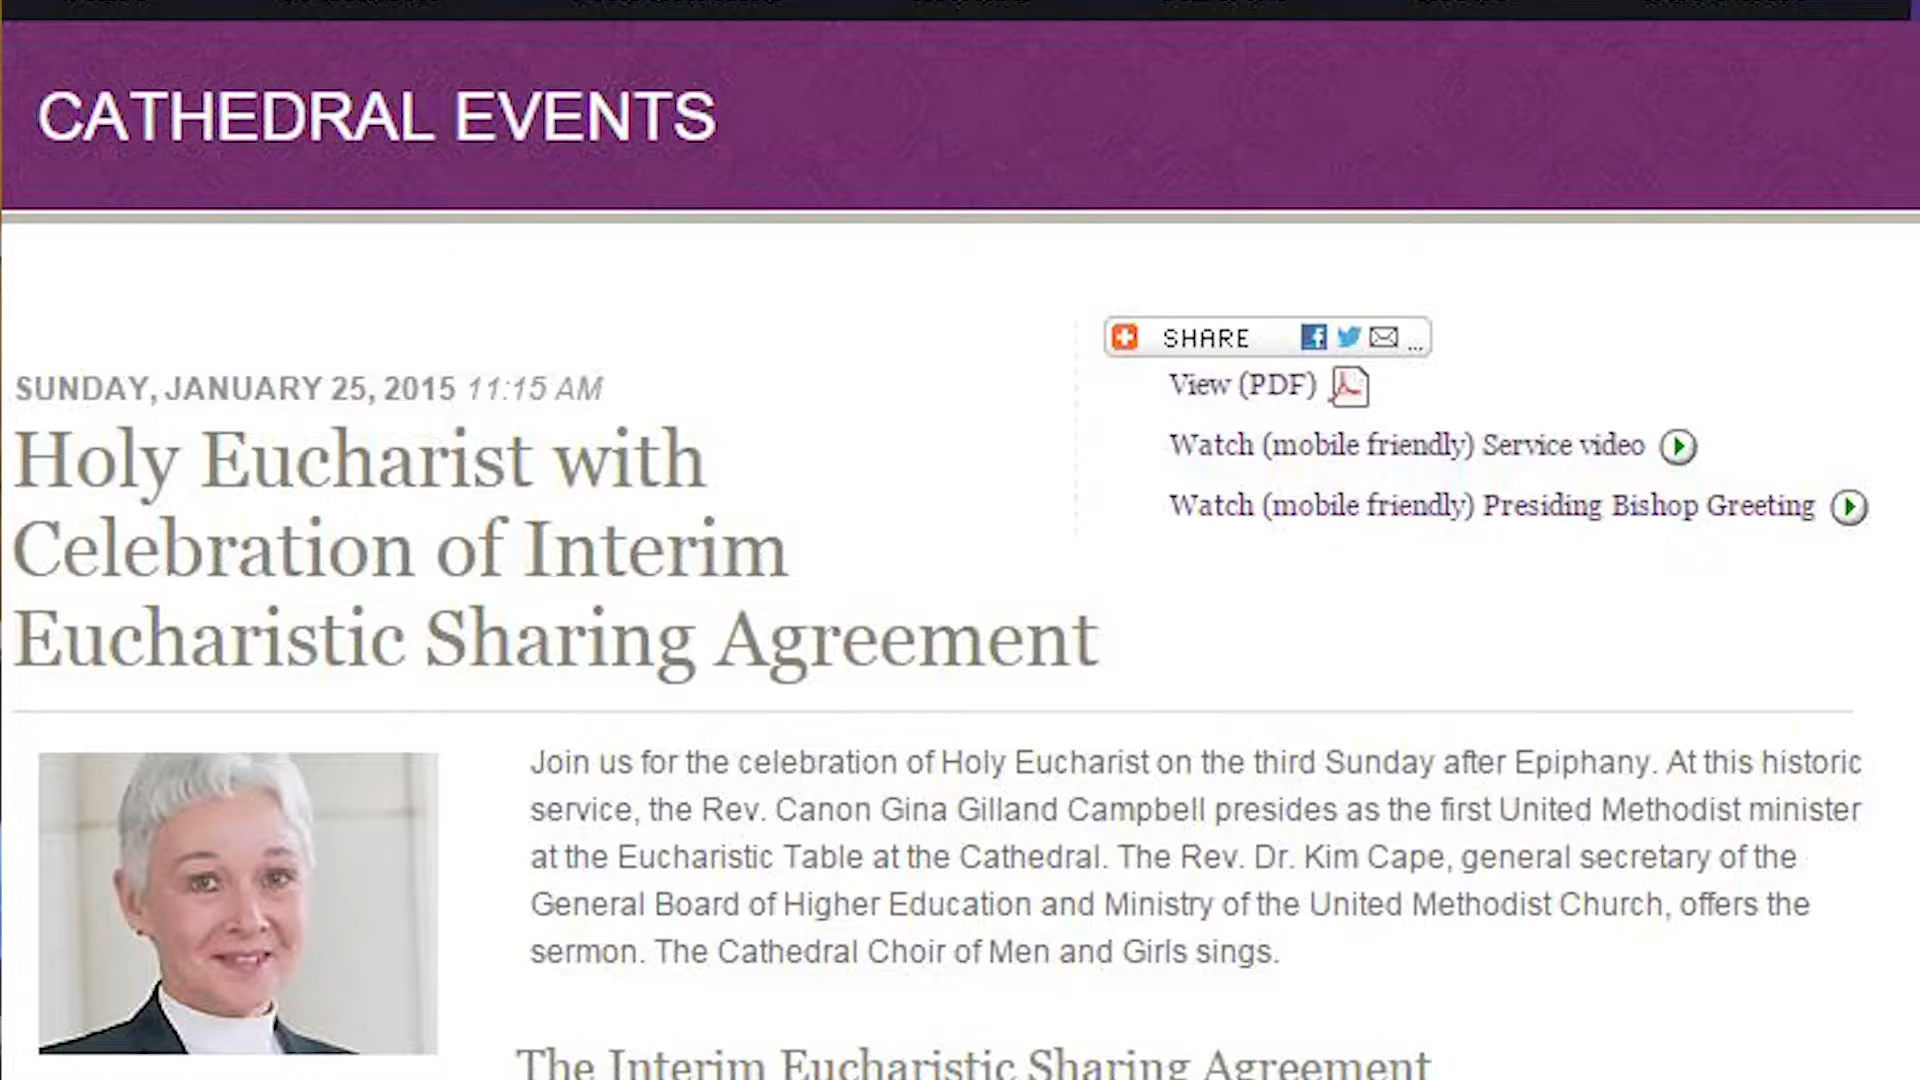 CATHEDRAL EVENTS
SHARE
...
View (PDF)
Watch (mobile friendly) Service video
Watch (mobile friendly) Presiding Bishop Greeting
SUNDAY, JANUARY 25, 2015 11:15 AM
Holy Eucharist with
Celebration of Interim
Eucharistic Sharing Agreement
Join us for the celebration of Holy Eucharist on the third Sunday after Epiphany. At this historic
service, the Rev. Canon Gina Gilland Campbell presides as the first United Methodist minister
at the Eucharistic Table at the Cathedral. The Rev. Dr. Kim Cape, general secretary of the
General Board of Higher Education and Ministry of the United Methodist Church, offers the
sermon. The Cathedral Choir of Men and Girls sings.
The Interim Eucharistic Sharing Agreement